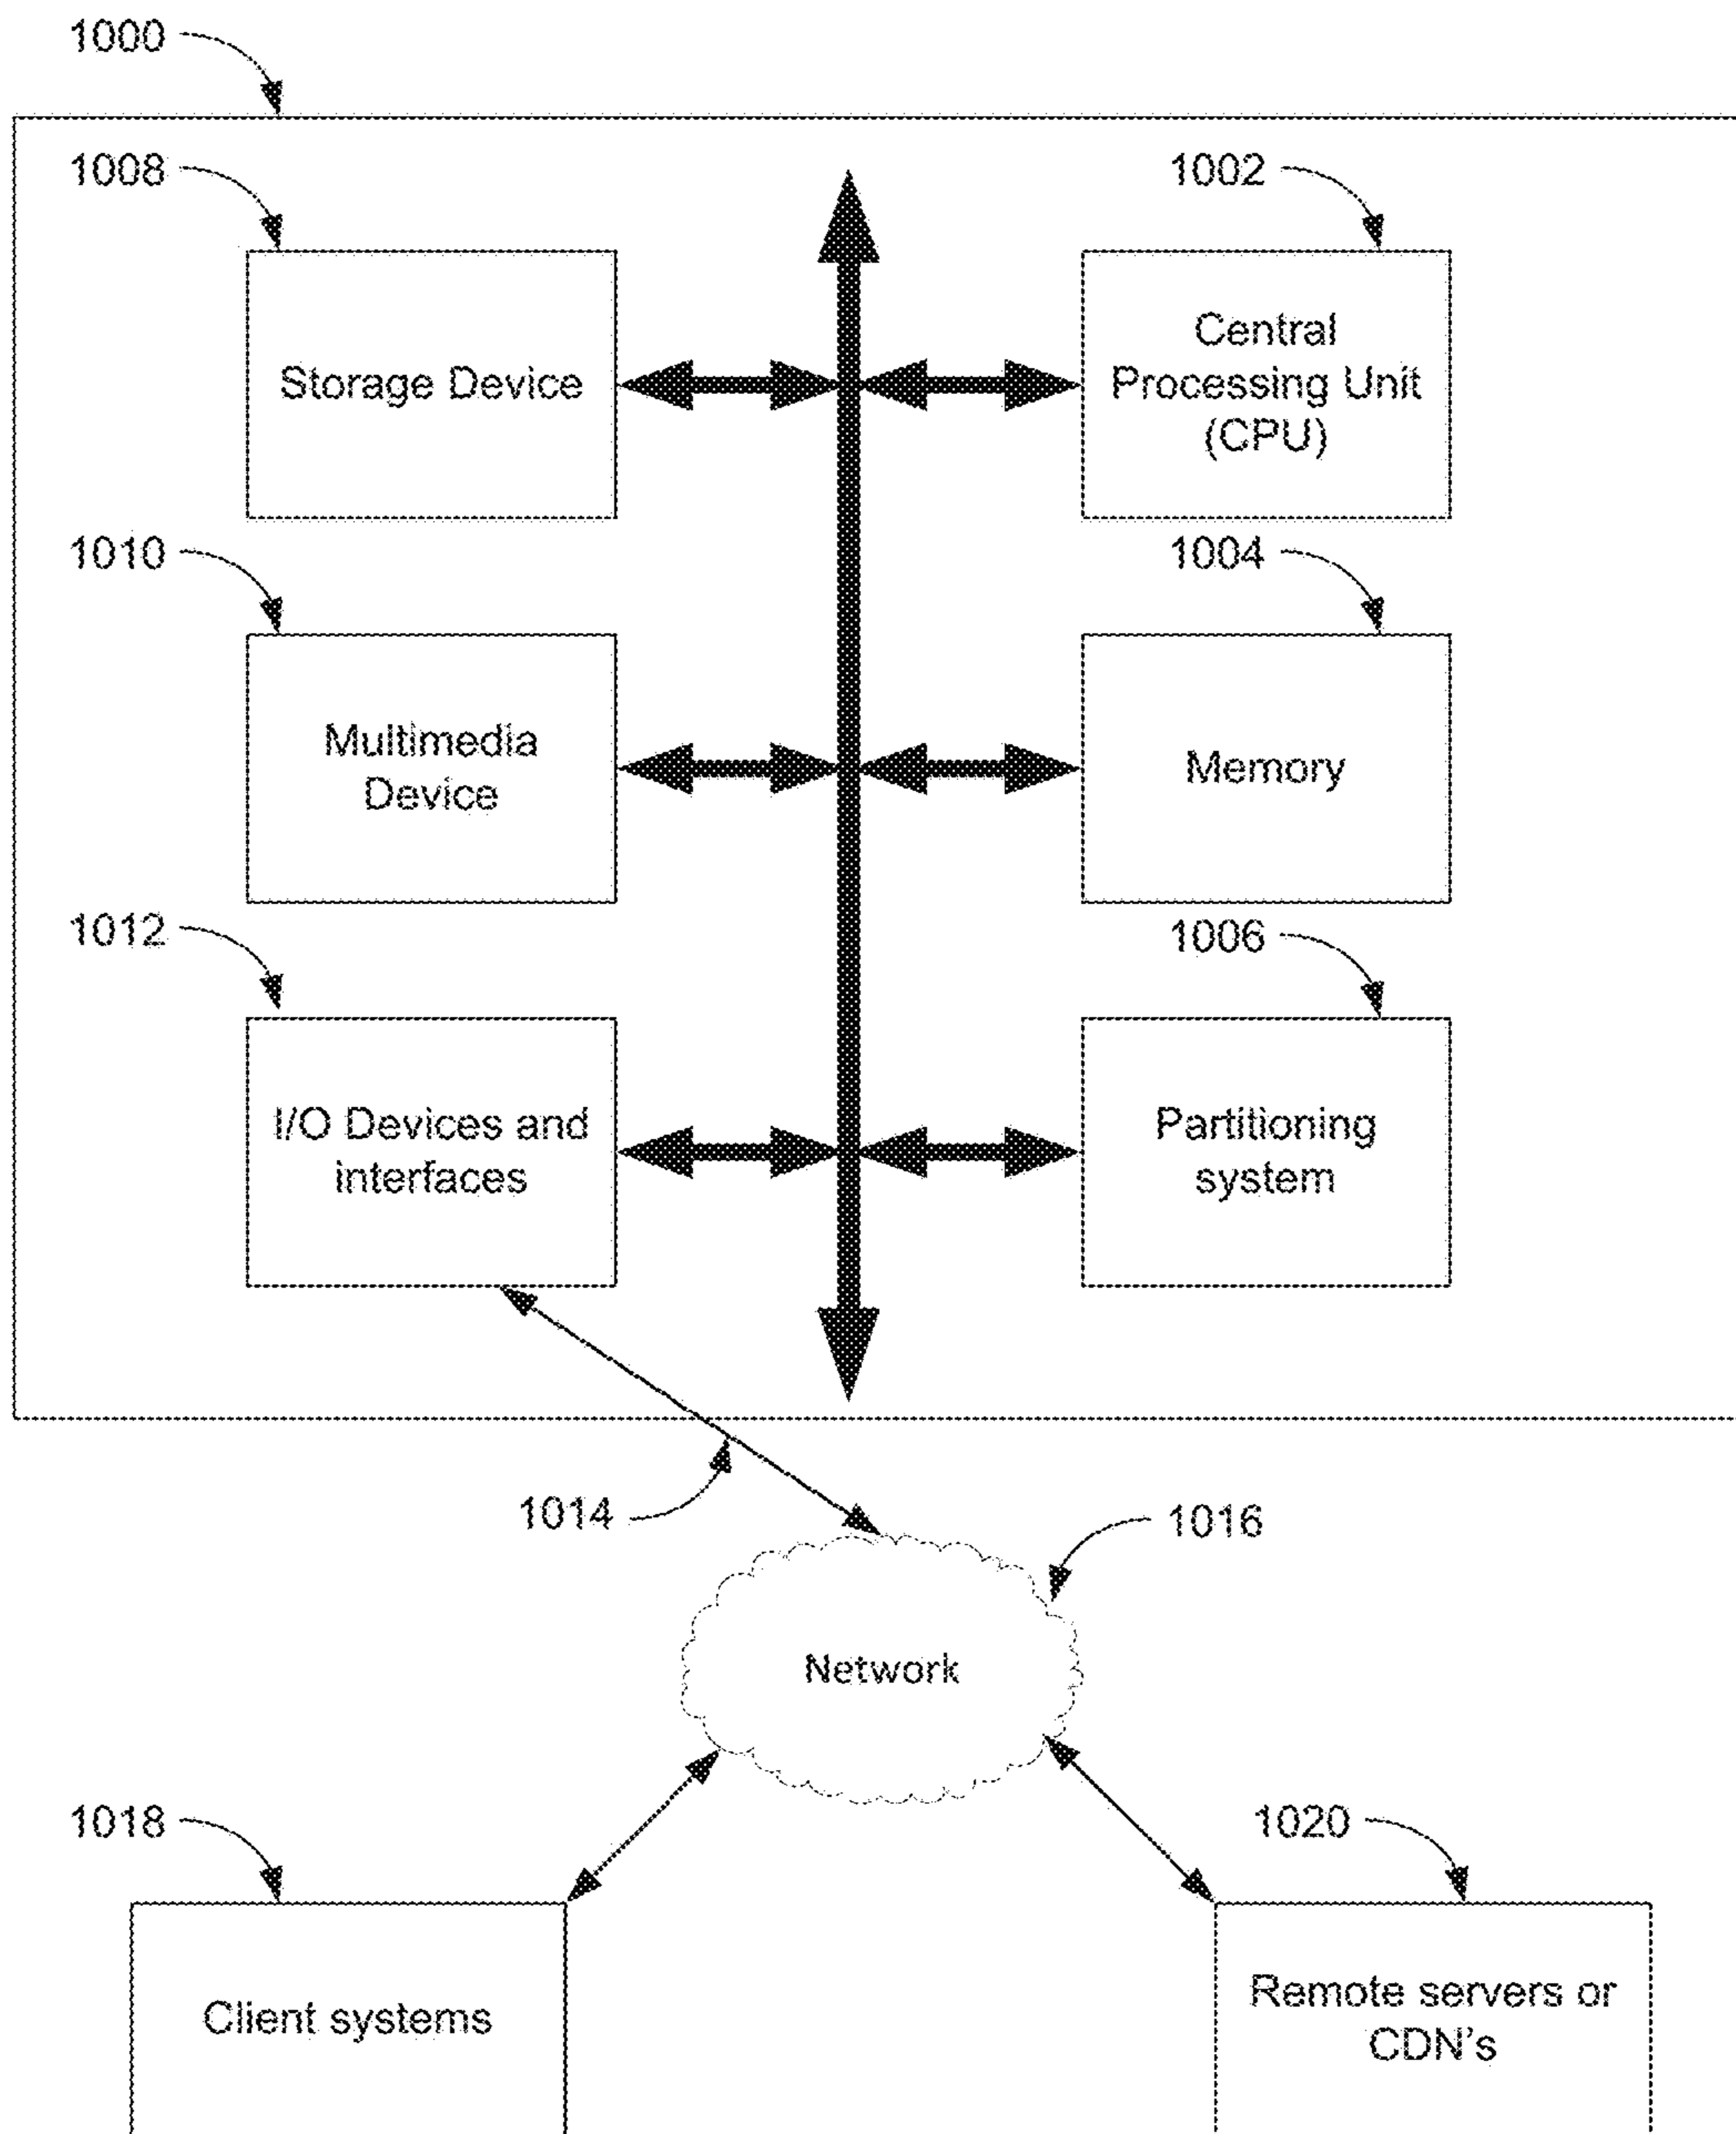 1000
1008
1002
Storage Device
Central
Processing Unit
(CPU)
1010
1004
Multimedia
Device
Memory
1012
1006
I/O Devices and
interfaces
Partitioning
system
1014
1016
Network
1018
1020
Client systems
Remote servers or
CDN's